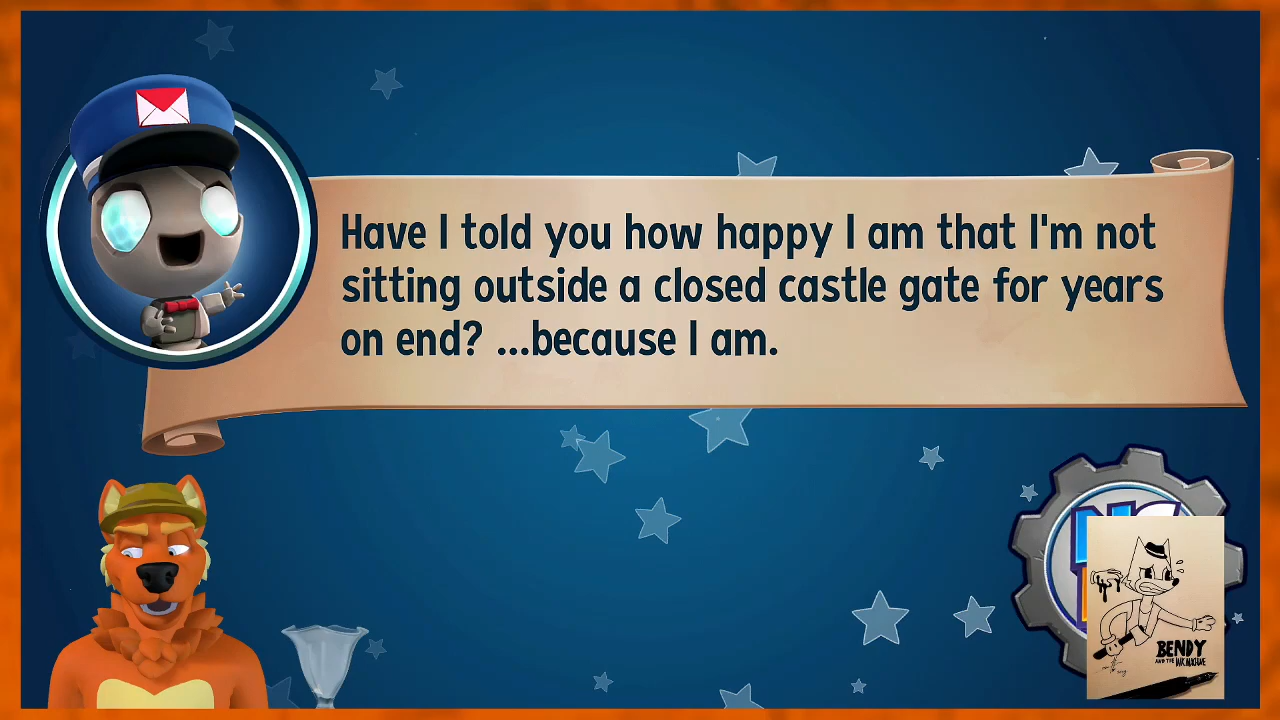 Have I told you how happy I am that I'm not
sitting outside a closed castle gate for years
on end? ...because I am.
BENDY
AND THE INK MACHINE